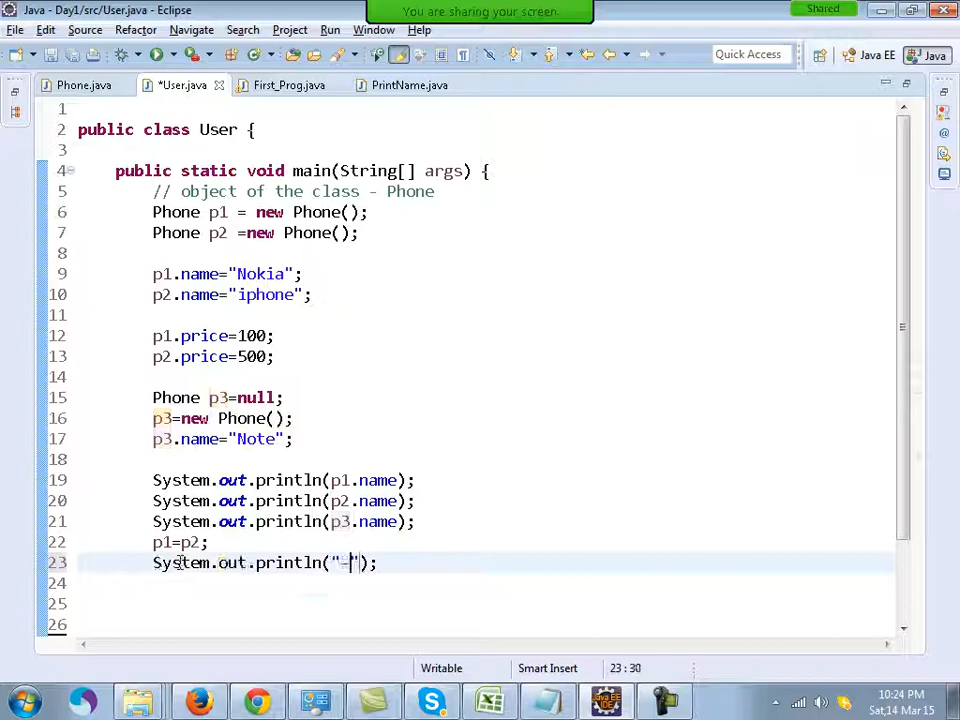 Java - Day1/src/User.java - Eclipse
You are sharing your screen.
Shared
File Edit Source Refactor Navigate Search Project Run Window Help
Quick Access
Java EE
Java
Phone.java
*User.java
First_Prog.java
PrintName.java
1
2 public class User {
3
4 public static void main(String[] args) {
5 // object of the class - Phone
6 Phone p1 = new Phone();
7 Phone p2 =new Phone();
8
9 p1.name="Nokia";
10 p2.name="iphone";
11
12 p1.price=100;
13 p2.price=500;
14
15 Phone p3=null;
16 p3=new Phone();
17 p3.name="Note";
18
19 System.out.println(p1.name);
20 System.out.println(p2.name);
21 System.out.println(p3.name);
22 p1=p2;
23 System.out.println("-");
24
25
26
Writable
Smart Insert
23 : 30
Java EE
IDE
10:24 PM
Sat,14 Mar 15